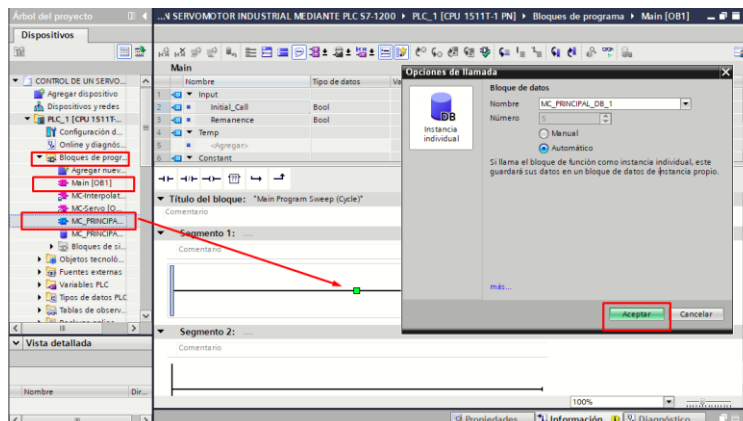 Árbol del proyecto
...N SERVOMOTOR INDUSTRIAL MEDIANTE PLC S7-1200 ▸ PLC_1 [CPU 1511T-1 PN] ▸ Bloques de programa ▸ Main [OB1]
Dispositivos
CONTROL DE UN SERVO...
Agregar dispositivo
Dispositivos y redes
PLC_1 [CPU 1511T-...
Configuración d...
Online y diagnós...
Bloques de progr...
Agregar nuev...
Main [OB1]
MC-Interpolat...
MC-Servo [O...
MC_PRINCIPA...
MC_PRINCIPA...
Bloques de si...
Objetos tecnoló...
Fuentes externas
Variables PLC
Tipos de datos PLC
Tablas de observ...
Vista detallada
Nombre Dir...
Main
Nombre Tipo de datos Va
1 Input
2 Initial_Call Bool
3 Remanence Bool
4 Temp
5 <Agregar>
6 Constant
Título del bloque: "Main Program Sweep (Cycle)"
Comentario
Segmento 1: ....
Comentario
Segmento 2: ....
Comentario
100%
Propiedades Información Diagnóstico
Opciones de llamada X
DB
Instancia individual
Bloque de datos
Nombre MC_PRINCIPAL_DB_1
Número 5
Manual
Automático
Si llama el bloque de función como instancia individual, este
guardará sus datos en un bloque de datos de instancia propio.
más...
Aceptar Cancelar